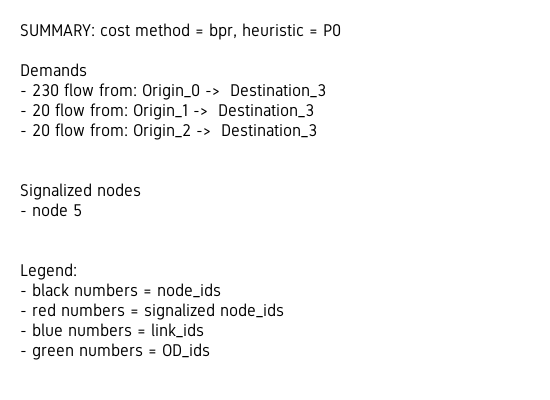 SUMMARY: cost method = bpr, heuristic = P0
Demands
- 230 flow from: Origin_0 -> Destination_3
- 20 flow from: Origin_1 -> Destination_3
- 20 flow from: Origin_2 -> Destination_3
Signalized nodes
- node 5
Legend:
- black numbers = node_ids
- red numbers = signalized node_ids
- blue numbers = link_ids
- green numbers = OD_ids